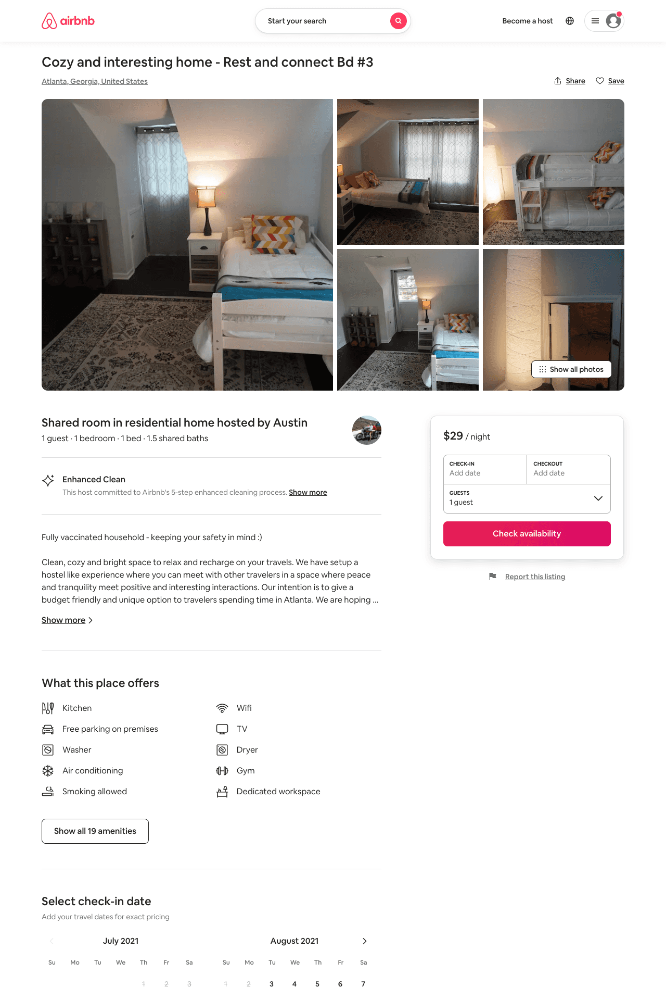 airbnb
Start your search
Become a host
Cozy and interesting home - Rest and connect Bd #3
Atlanta, Georgia, United States
Share
Save
Show all photos
Shared room in residential home hosted by Austin
1 guest · 1 bedroom · 1 bed · 1.5 shared baths
Enhanced Clean
This host committed to Airbnb's 5-step enhanced cleaning process. Show more
Fully vaccinated household - keeping your safety in mind :)
Clean, cozy and bright space to relax and recharge on your travels. We have setup a
hostel like experience where you can meet with other travelers in a space where peace
and tranquility meet positive and interesting interactions. Our intention is to give a
budget friendly and unique option to travelers spending time in Atlanta. We are hoping ...
Show more
$29 / night
CHECK-IN
Add date
CHECKOUT
Add date
GUESTS
1 guest
Check availability
Report this listing
What this place offers
Kitchen
Wifi
Free parking on premises
TV
Washer
Dryer
Air conditioning
Gym
Smoking allowed
Dedicated workspace
Show all 19 amenities
Select check-in date
Add your travel dates for exact pricing
July 2021
August 2021
Su Mo Tu We Th Fr Sa
Su Mo Tu We Th Fr Sa
1 2 3
1 2 3 4 5 6 7